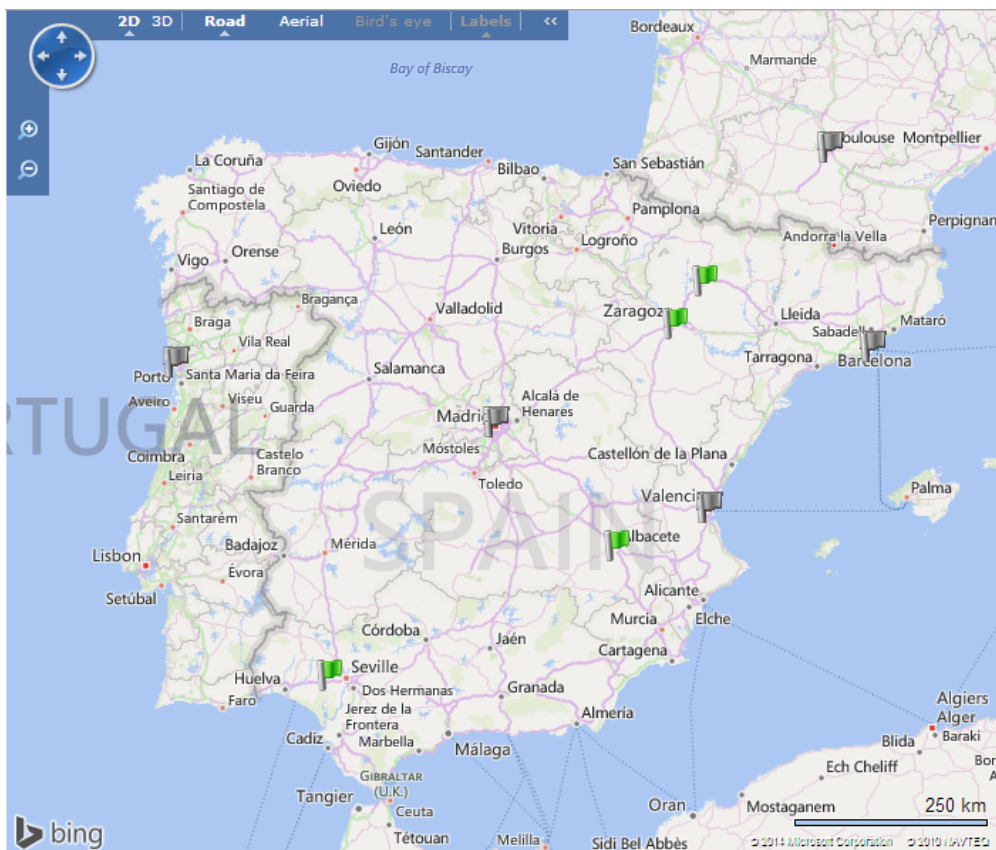 2D 3D Road Aerial Bird's eye Labels <<
Bordeaux
Marmande
Bay of Biscay
Toulouse Montpellier
Gijón
La Coruña
Santander
Bilbao
San Sebastián
Oviedo
Santiago de
Compostela
Pamplona
Perpignan
Vitoria
León
Logroño
Andorra la Vella
Orense
Burgos
Vigo
Bragança
Valladolid
Zaragoz
Lleida
Braga
Sabadell
Mataró
Vila Real
Tarragona
Barcelona
Porto
Santa Maria da Feira
Salamanca
Alcalá de
Henares
Aveiro
Viseu
Guarda
Madrid
RTUGAL
Móstoles
Coimbra
Castelo
Branco
Castellón de la Plana
Leiria
Toledo
Palma
Valenci
SPAIN
Santarém
Lisbon
Badajoz
Mérida
Albacete
Évora
Setúbal
Alicante
Elche
Murcia
Córdoba
Jaén
Cartagena
Seville
Huelva
Dos Hermanas
Granada
Faro
Jerez de la
Frontera
Almería
Algiers
Alger
Baraki
Cadiz
Marbella
Málaga
Blida
Ech Cheliff
GIBRALTAR
(U.K.)
Tangier
Ceuta
Oran
Mostaganem
250 km
Tétouan
Melilla
Sidi Bel Abbès
bing
© 2014 Microsoft Corporation © 2010 NAVTEQ